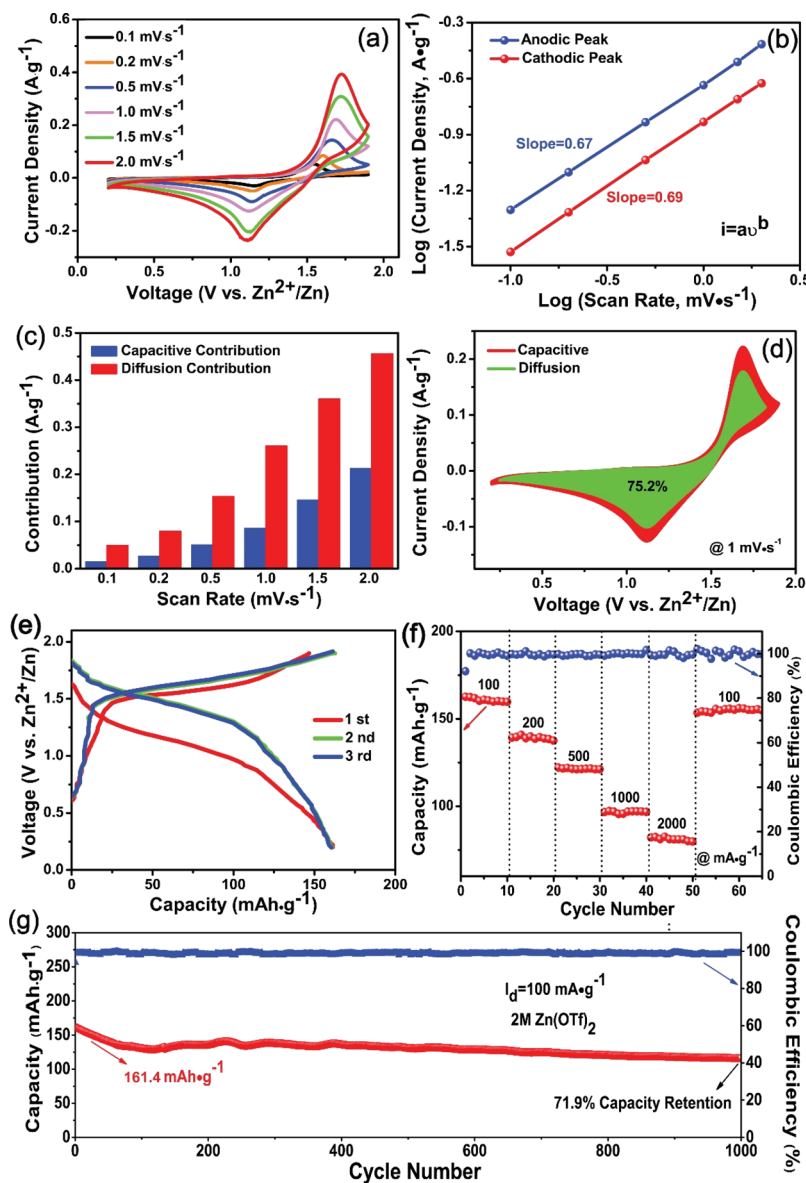 (a)
0.1 mV·s⁻¹
0.2 mV·s⁻¹
0.5 mV·s⁻¹
1.0 mV·s⁻¹
1.5 mV·s⁻¹
2.0 mV·s⁻¹
Current Density (A·g⁻¹)
0.6
0.4
0.2
0.0
-0.2
0.0 0.5 1.0 1.5 2.0
Voltage (V vs. Zn²⁺/Zn)
(b)
Anodic Peak
Cathodic Peak
Slope=0.67
Slope=0.69
i=aυᵇ
Log (Current Density, A•g⁻¹)
-0.3
-0.6
-0.9
-1.2
-1.5
-1.0 -0.5 0.0 0.5
Log (Scan Rate, mV•s⁻¹)
(c)
Capacitive Contribution
Diffusion Contribution
Contribution (A·g⁻¹)
0.5
0.4
0.3
0.2
0.1
0.0
0.1 0.2 0.5 1.0 1.5 2.0
Scan Rate (mV·s⁻¹)
(d)
Capacitive
Diffusion
75.2%
@ 1 mV·s⁻¹
Current Density (A·g⁻¹)
0.2
0.1
0.0
-0.1
0.5 1.0 1.5 2.0
Voltage (V vs. Zn²⁺/Zn)
(e)
1 st
2 nd
3 rd
Voltage (V vs. Zn²⁺/Zn)
2.0
1.5
1.0
0.5
0.0
0 50 100 150 200
Capacity (mAh·g⁻¹)
(f)
100
200
500
1000
2000
100
@ mA·g⁻¹
Capacity (mAh·g⁻¹)
200
150
100
Coulombic Efficiency (%)
100
80
60
40
20
0
0 10 20 30 40 50 60
Cycle Number
(g)
I_d=100 mA•g⁻¹
2M Zn(OTf)₂
161.4 mAh•g⁻¹
71.9% Capacity Retention
Capacity (mAh.g⁻¹)
300
275
250
225
200
175
150
125
100
75
50
25
0
Coulombic Efficiency (%)
100
80
60
40
20
0
0 200 400 600 800 1000
Cycle Number